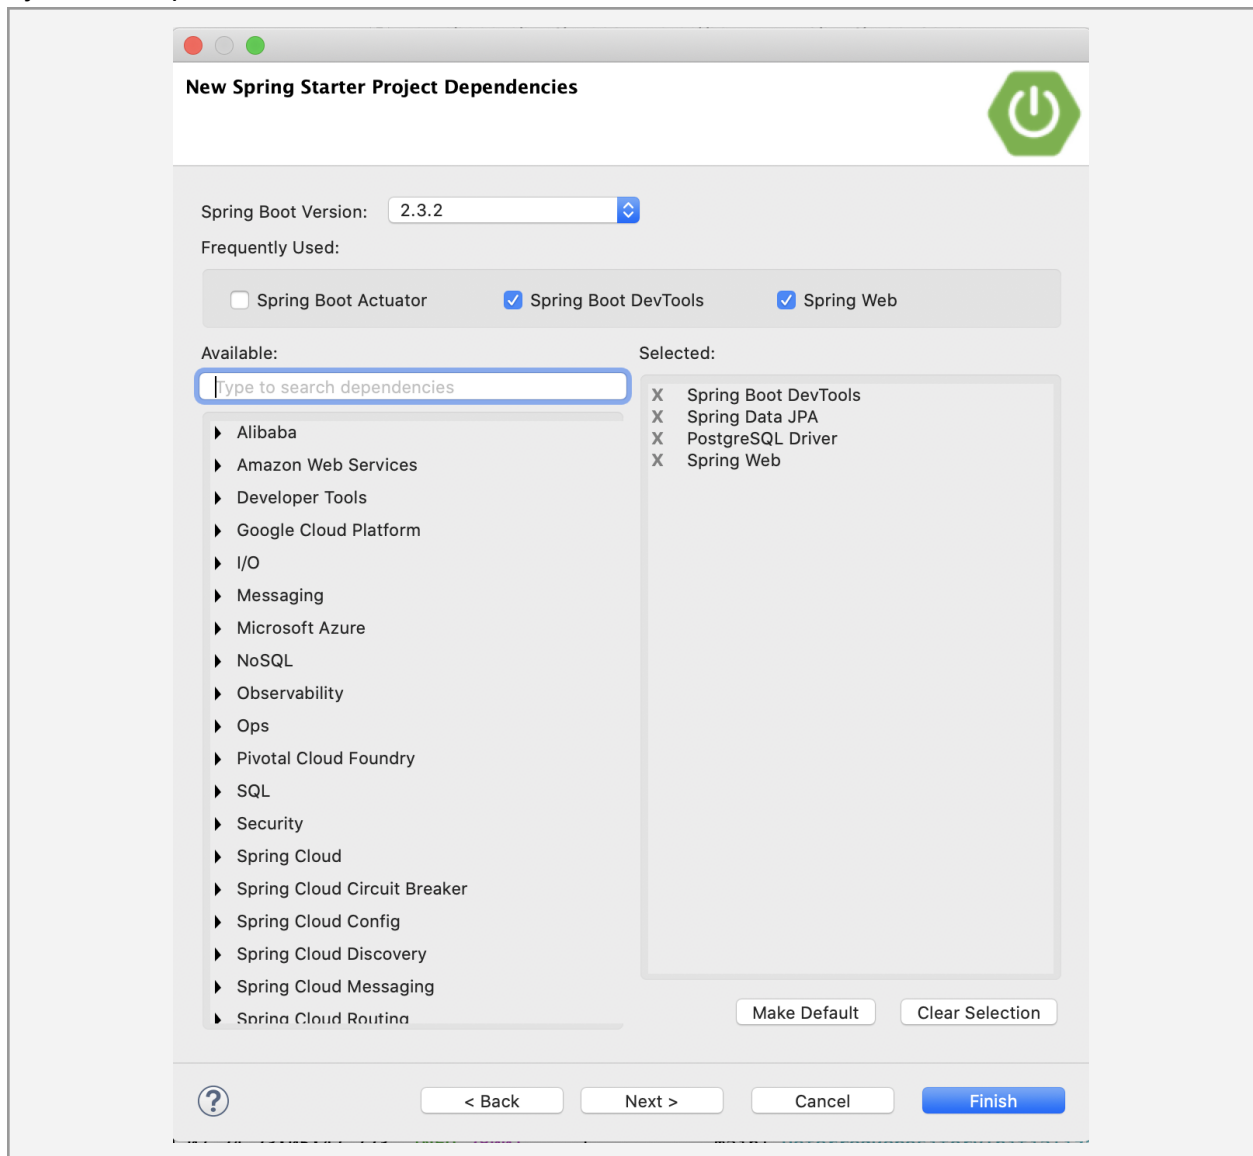 New Spring Starter Project Dependencies
Spring Boot Version: 2.3.2
Frequently Used:
Spring Boot Actuator Spring Boot DevTools Spring Web
Available:
Type to search dependencies
Alibaba
Amazon Web Services
Developer Tools
Google Cloud Platform
I/O
Messaging
Microsoft Azure
NoSQL
Observability
Ops
Pivotal Cloud Foundry
SQL
Security
Spring Cloud
Spring Cloud Circuit Breaker
Spring Cloud Config
Spring Cloud Discovery
Spring Cloud Messaging
Spring Cloud Routing
Selected:
X Spring Boot DevTools
X Spring Data JPA
X PostgreSQL Driver
X Spring Web
Make Default Clear Selection
? < Back Next > Cancel Finish